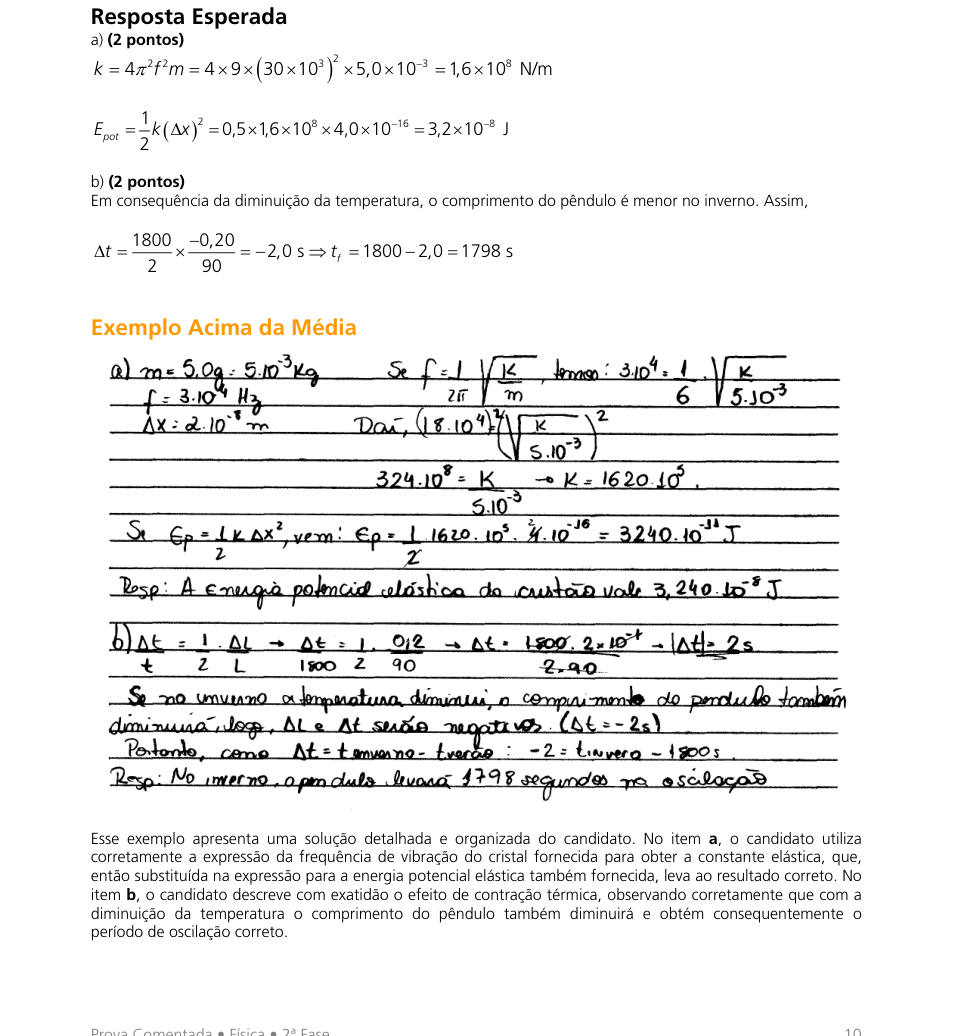 Resposta Esperada
a) (2 pontos)
k = 4π²f²m = 4×9×(30×10³)²×5,0×10⁻³ = 1,6×10⁸ N/m
E_pot = 1/2 k(Δx)² = 0,5×1,6×10⁸×4,0×10⁻¹⁶ = 3,2×10⁻⁸ J
b) (2 pontos)
Em consequência da diminuição da temperatura, o comprimento do pêndulo é menor no inverno. Assim,
Δt = 1800/2 × −0,20/90 = −2,0 s ⇒ t_f = 1800 − 2,0 = 1798 s
Exemplo Acima da Média
a) m = 5,0g = 5.10⁻³ Kg Se f = 1/2π √(K/m), temos: 3.10⁴ = 1/6 . √(K/5.10⁻³)
f = 3.10⁴ Hz
Δx = 2.10⁻⁸ m Daí, (18.10⁴)² = (√(K/5.10⁻³))²
324.10⁸ = K/5.10⁻³ → K = 1620.10⁵.
Se Ep = 1/2 K Δx², vem: Ep = 1/2 1620. 10⁵. 4.10⁻¹⁶ = 3240.10⁻¹¹ J
Resp: A Energia potencial elástica do cristão vale 3,240.10⁻⁸ J
b) Δt/t = 1/2 . ΔL/L → Δt/1800 = 1/2 . 0,2/90 → Δt = 1800. 2×10⁻¹/2.90 → |Δt| = 2s
Se no inverno a temperatura diminui, o comprimento do pendulo também
diminuirá, logo, ΔL e Δt serão negativos. (Δt = -2s)
Portanto, como Δt = t inverno - t verão : -2 = t invero - 1800s
Resp: No inverno, o pendulo levará 1798 segundos na oscilação
Esse exemplo apresenta uma solução detalhada e organizada do candidato. No item a, o candidato utiliza
corretamente a expressão da frequência de vibração do cristal fornecida para obter a constante elástica, que,
então substituída na expressão para a energia potencial elástica também fornecida, leva ao resultado correto. No
item b, o candidato descreve com exatidão o efeito de contração térmica, observando corretamente que com a
diminuição da temperatura o comprimento do pêndulo também diminuirá e obtém consequentemente o
período de oscilação correto.
Prova Comentada • Física • 2ª Fase 10